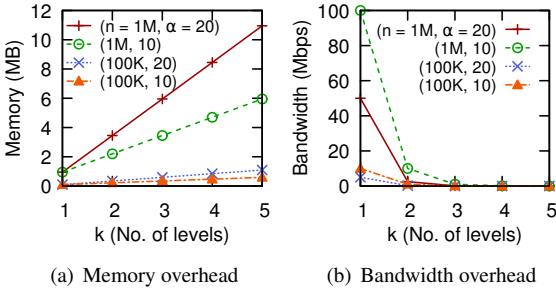 Memory (MB)
12
10
8
6
4
2
0
(n = 1M, α = 20)
(1M, 10)
(100K, 20)
(100K, 10)
1 2 3 4 5
k (No. of levels)
(a) Memory overhead
Bandwidth (Mbps)
100
80
60
40
20
0
(n = 1M, α = 20)
(1M, 10)
(100K, 20)
(100K, 10)
1 2 3 4 5
k (No. of levels)
(b) Bandwidth overhead